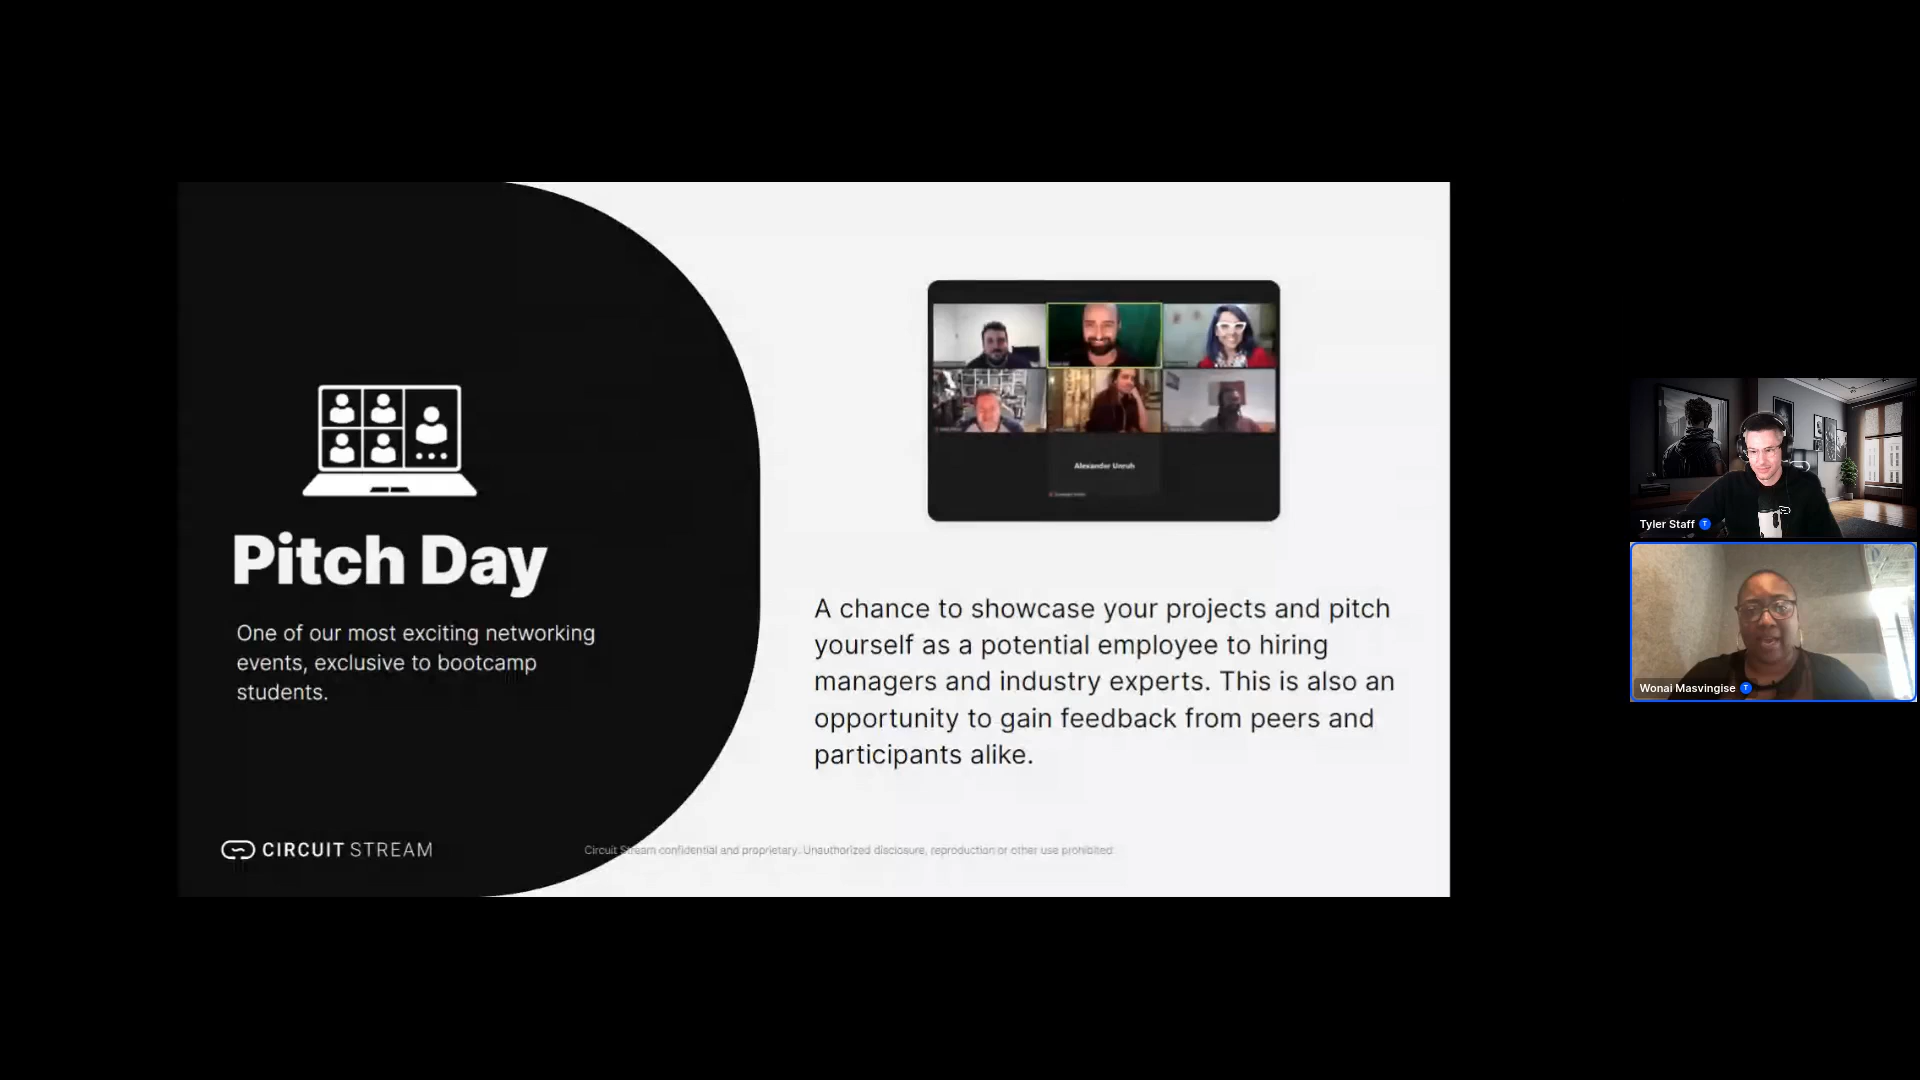 Pitch Day
One of our most exciting networking
events, exclusive to bootcamp
students.
CIRCUIT STREAM
Alexander Unruh
A chance to showcase your projects and pitch
yourself as a potential employee to hiring
managers and industry experts. This is also an
opportunity to gain feedback from peers and
participants alike.
Circuit Stream confidential and proprietary. Unauthorized disclosure, reproduction or other use prohibited
Tyler Staff T
Wonai Masvingise T